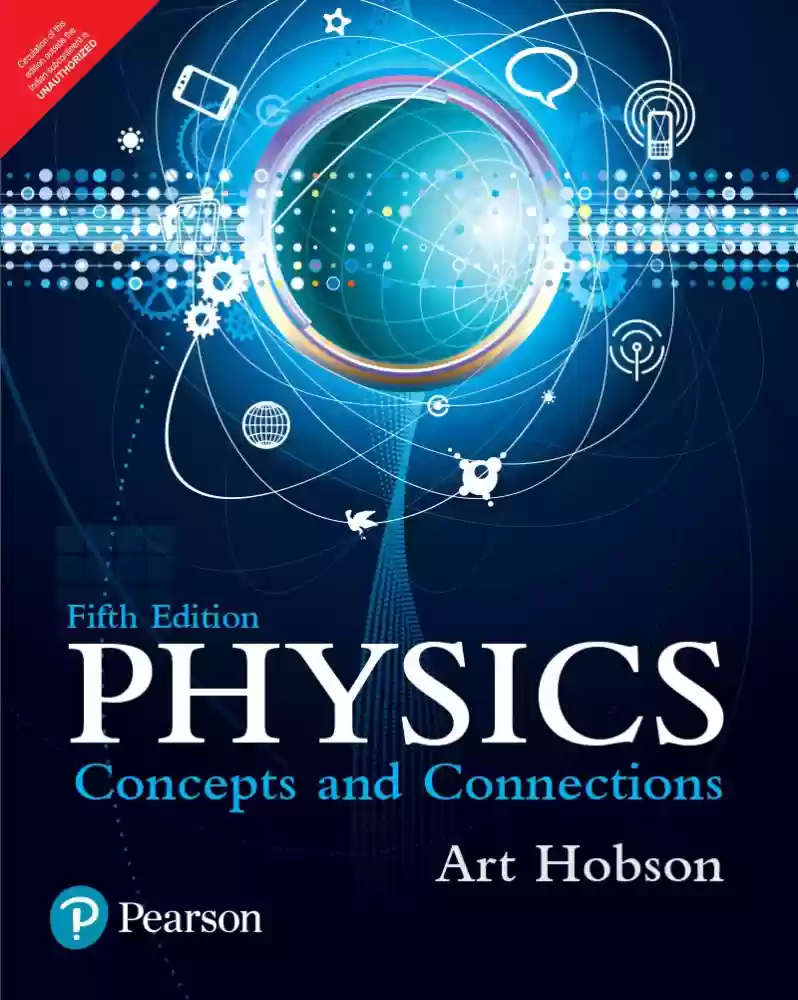 Circulation of this
edition outside the
Indian subcontinent is
UNAUTHORIZED
Fifth Edition
PHYSICS
Concepts and Connections
Art Hobson
Pearson